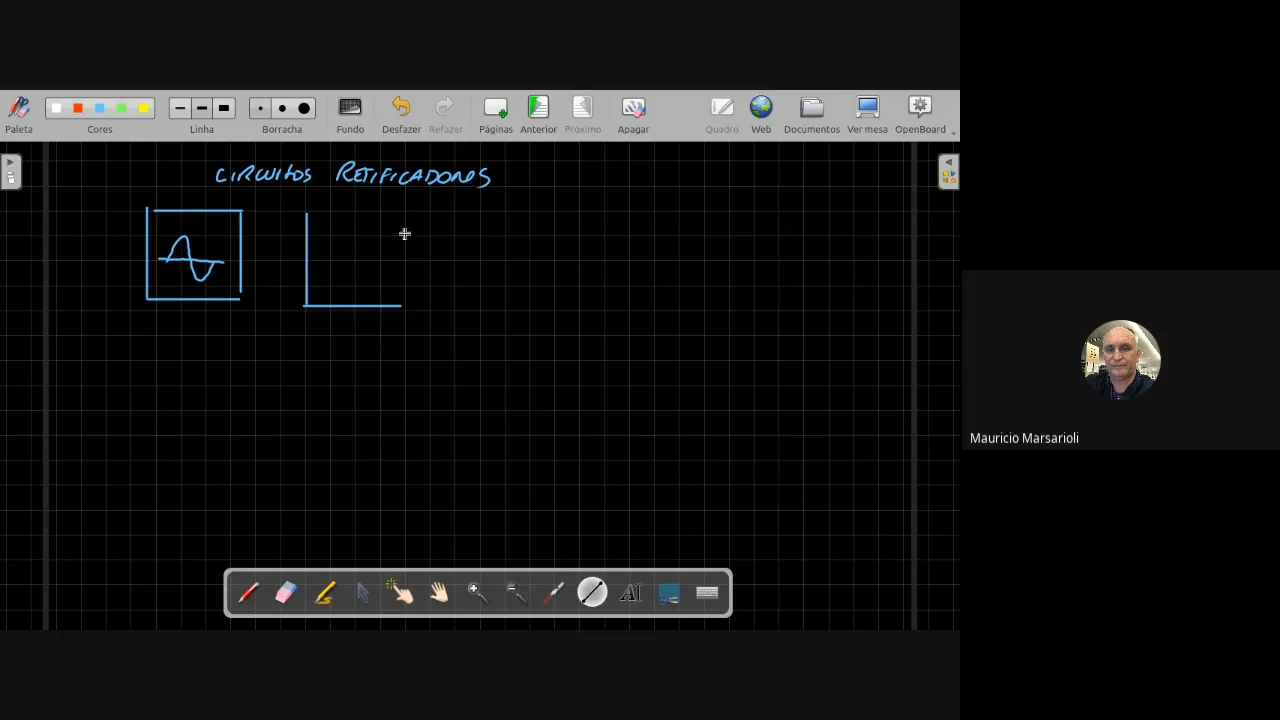 Paleta Cores Linha Borracha Fundo Desfazer Refazer Páginas Anterior Próximo Apagar Quadro Web Documentos Ver mesa OpenBoard
CIRCUITOS RETIFICADORES
Mauricio Marsarioli
AI